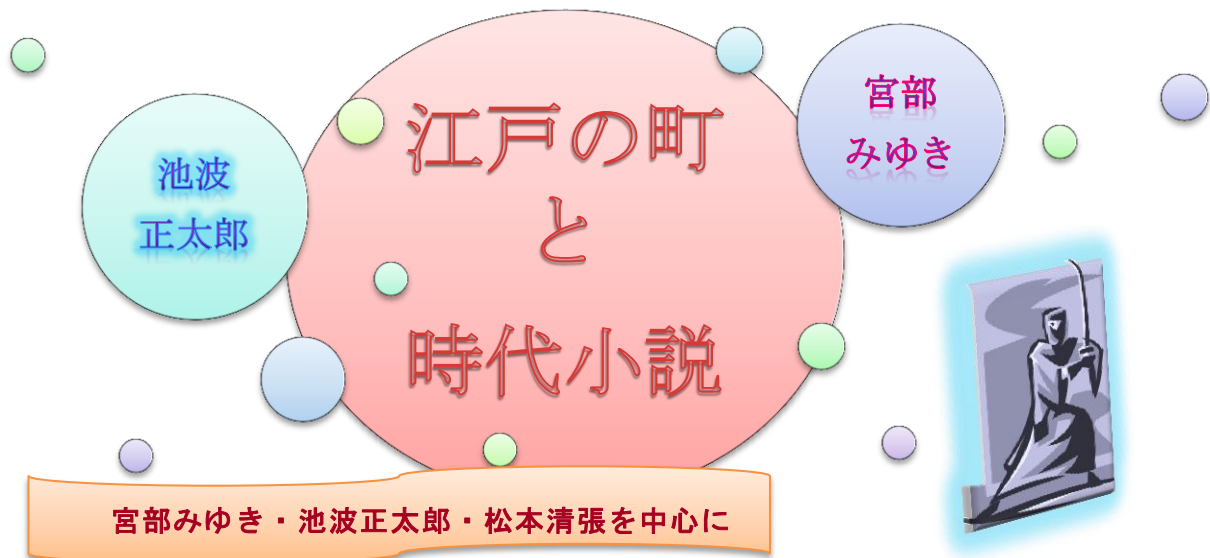 江戸の町
と
時代小説
池波
正太郎
宮部
みゆき
宮部みゆき・池波正太郎・松本清張を中心に